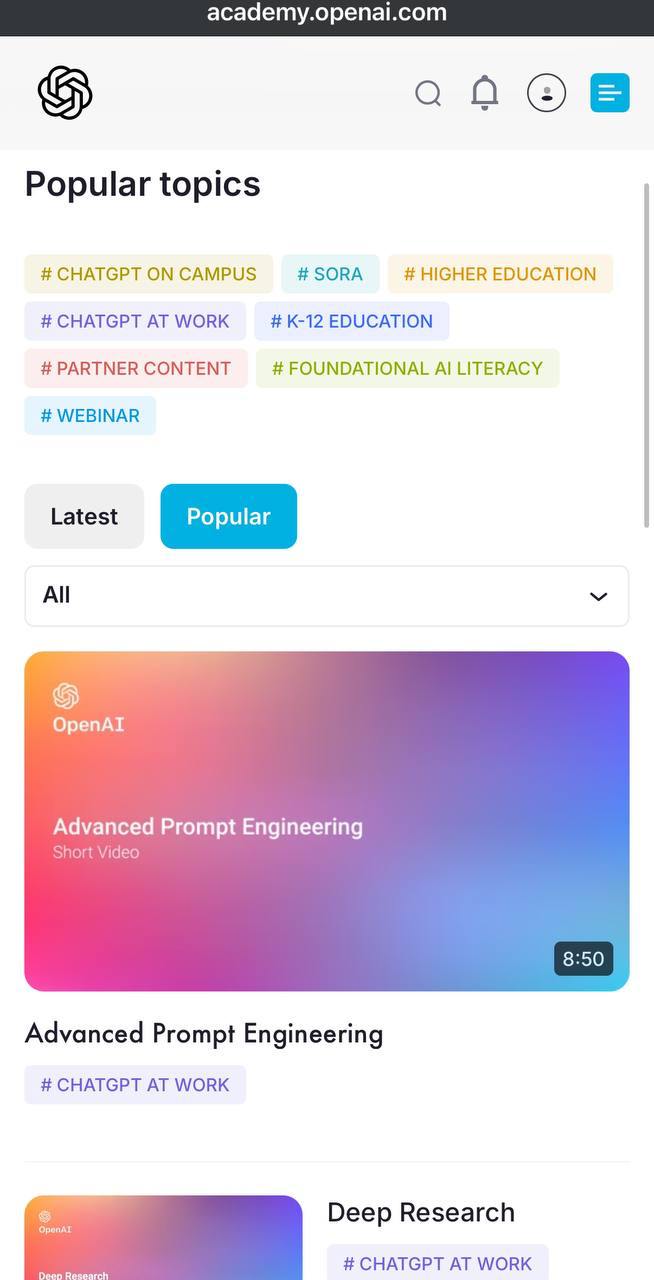 academy.openai.com
Popular topics
# CHATGPT ON CAMPUS # SORA # HIGHER EDUCATION
# CHATGPT AT WORK # K-12 EDUCATION
# PARTNER CONTENT # FOUNDATIONAL AI LITERACY
# WEBINAR
Latest Popular
All
OpenAI
Advanced Prompt Engineering
Short Video
8:50
Advanced Prompt Engineering
# CHATGPT AT WORK
OpenAI
Deep Research
Deep Research
# CHATGPT AT WORK